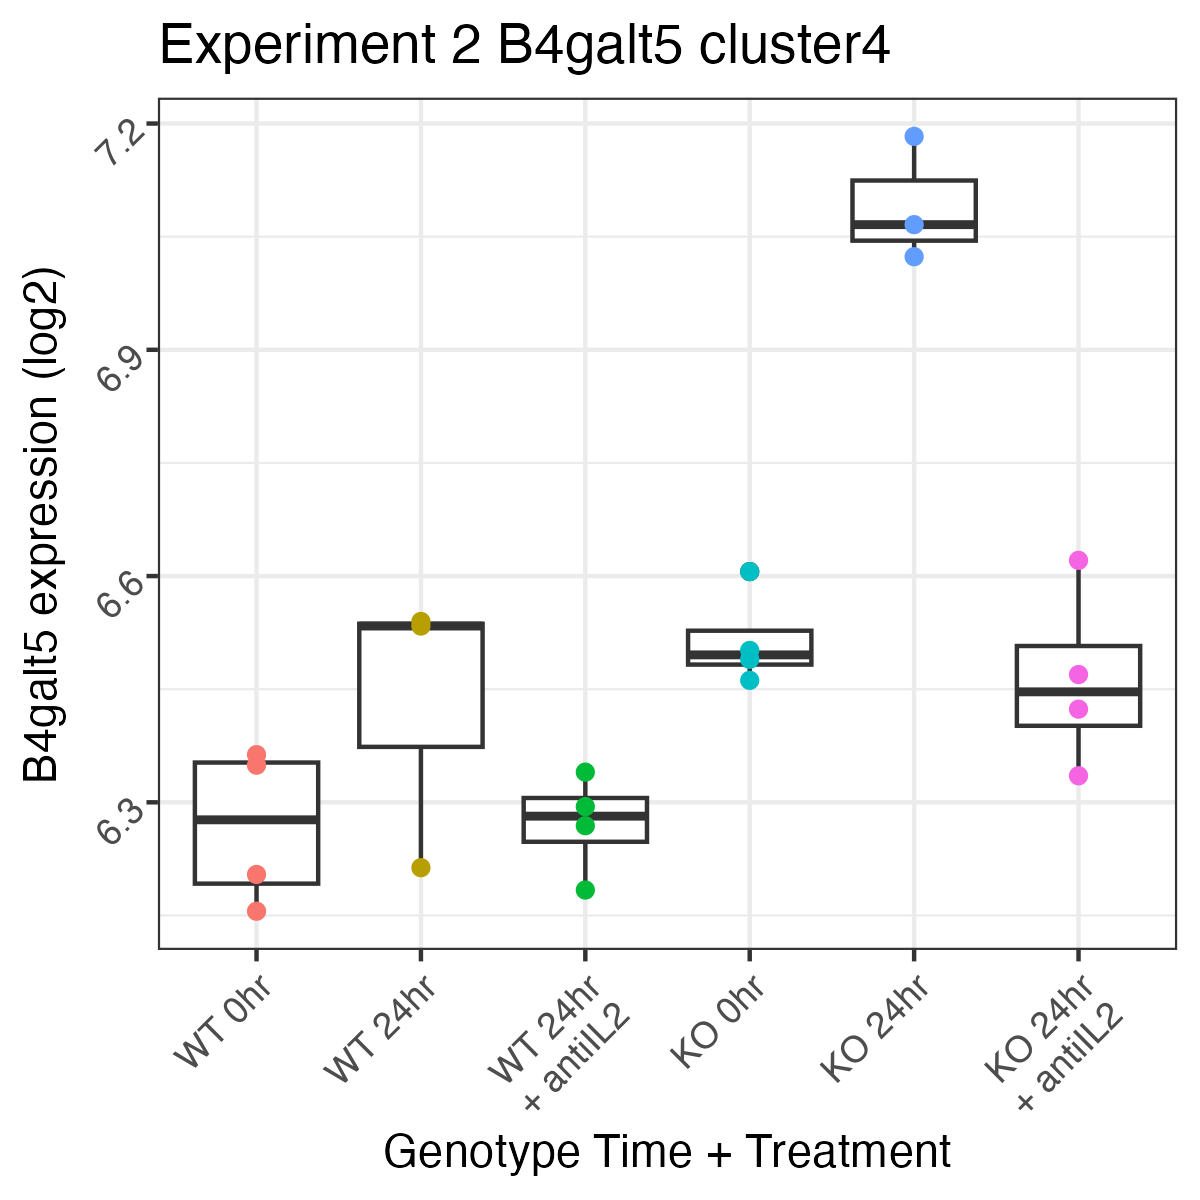 Experiment 2 B4galt5 cluster4
B4galt5 expression (log2)
7.2
6.9
6.6
6.3
WT 0hr
WT 24hr
WT 24hr
+ antiIL2
KO 0hr
KO 24hr
KO 24hr
+ antiIL2
Genotype Time + Treatment